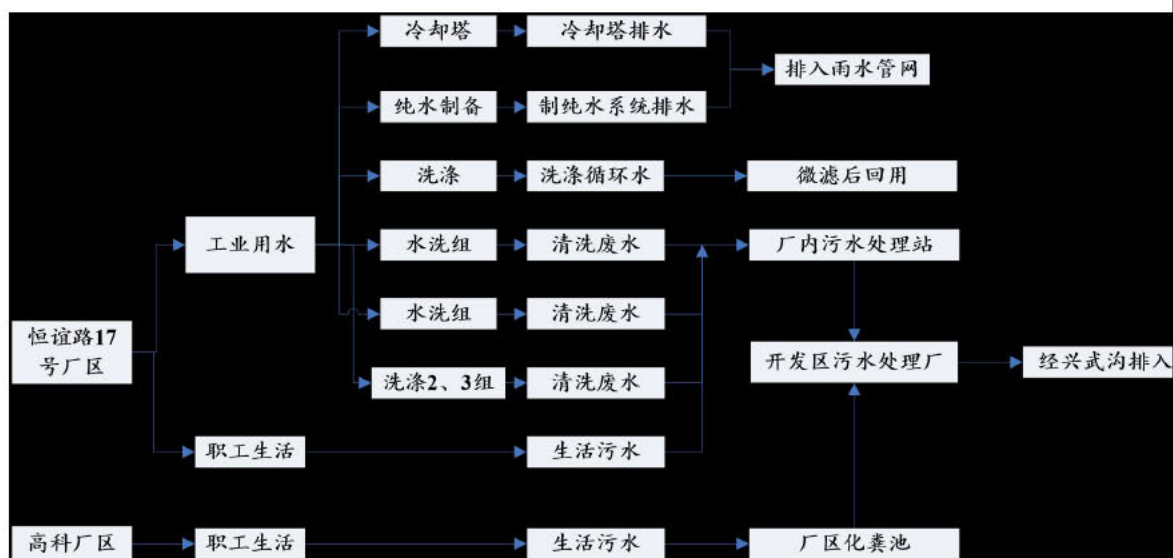 冷却塔
冷却塔排水
排入雨水管网
纯水制备
制纯水系统排水
洗涤
洗涤循环水
微滤后回用
工业用水
水洗组
清洗废水
厂内污水处理站
水洗组
清洗废水
恒谊路17
号厂区
开发区污水处理厂
经兴武沟排入
洗涤2、3组
清洗废水
职工生活
生活污水
高科厂区
职工生活
生活污水
厂区化粪池